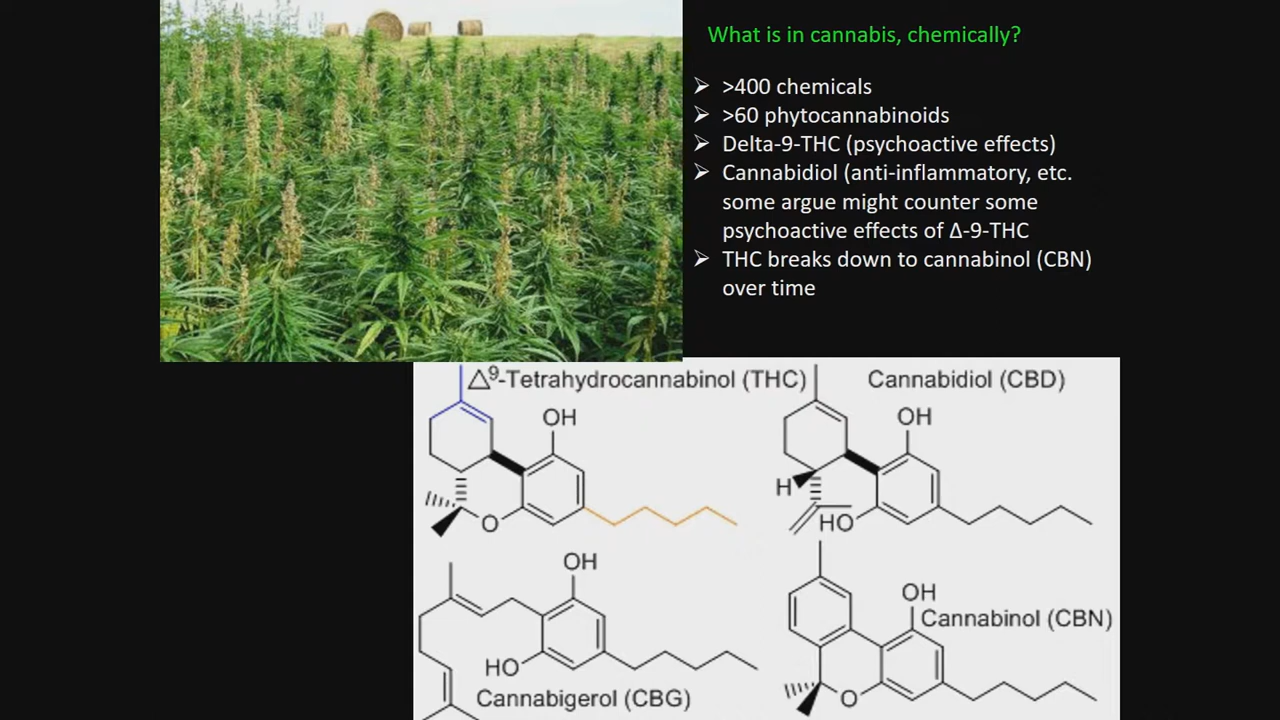 What is in cannabis, chemically?
➢ >400 chemicals
➢ >60 phytocannabinoids
➢ Delta-9-THC (psychoactive effects)
➢ Cannabidiol (anti-inflammatory, etc.
some argue might counter some
psychoactive effects of Δ-9-THC
➢ THC breaks down to cannabinol (CBN)
over time
△⁹-Tetrahydrocannabinol (THC)
OH
O
Cannabidiol (CBD)
OH
H
HO
OH
HO
Cannabigerol (CBG)
OH
Cannabinol (CBN)
O